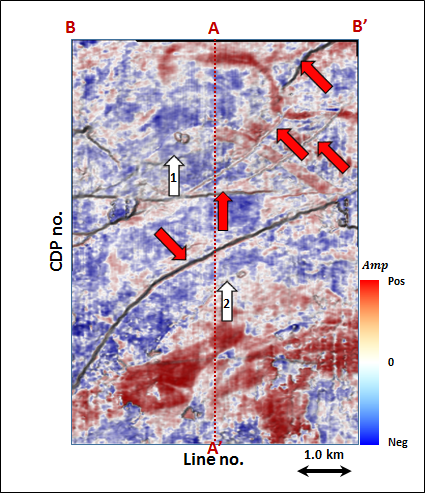 B A B’
1
2
CDP no.
Amp
Pos
0
Neg
A’
Line no.
1.0 km